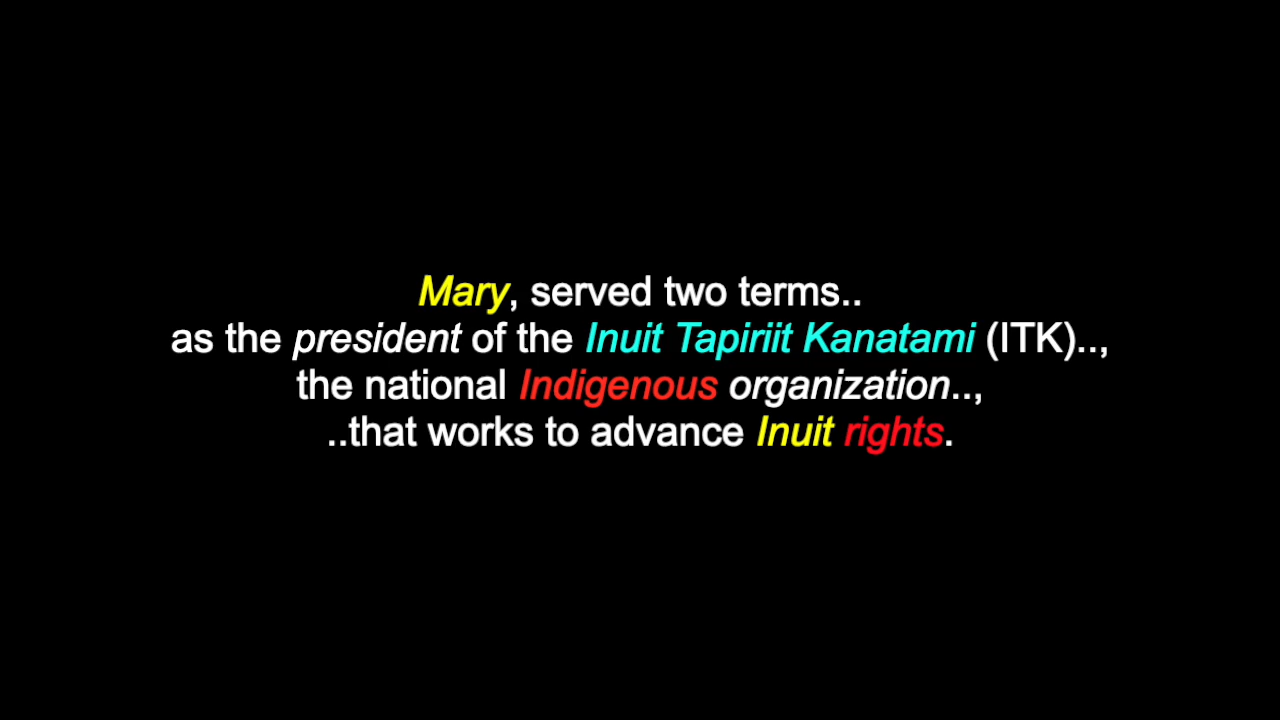 Mary, served two terms..
as the president of the Inuit Tapiriit Kanatami (ITK)..,
the national Indigenous organization..,
..that works to advance Inuit rights.